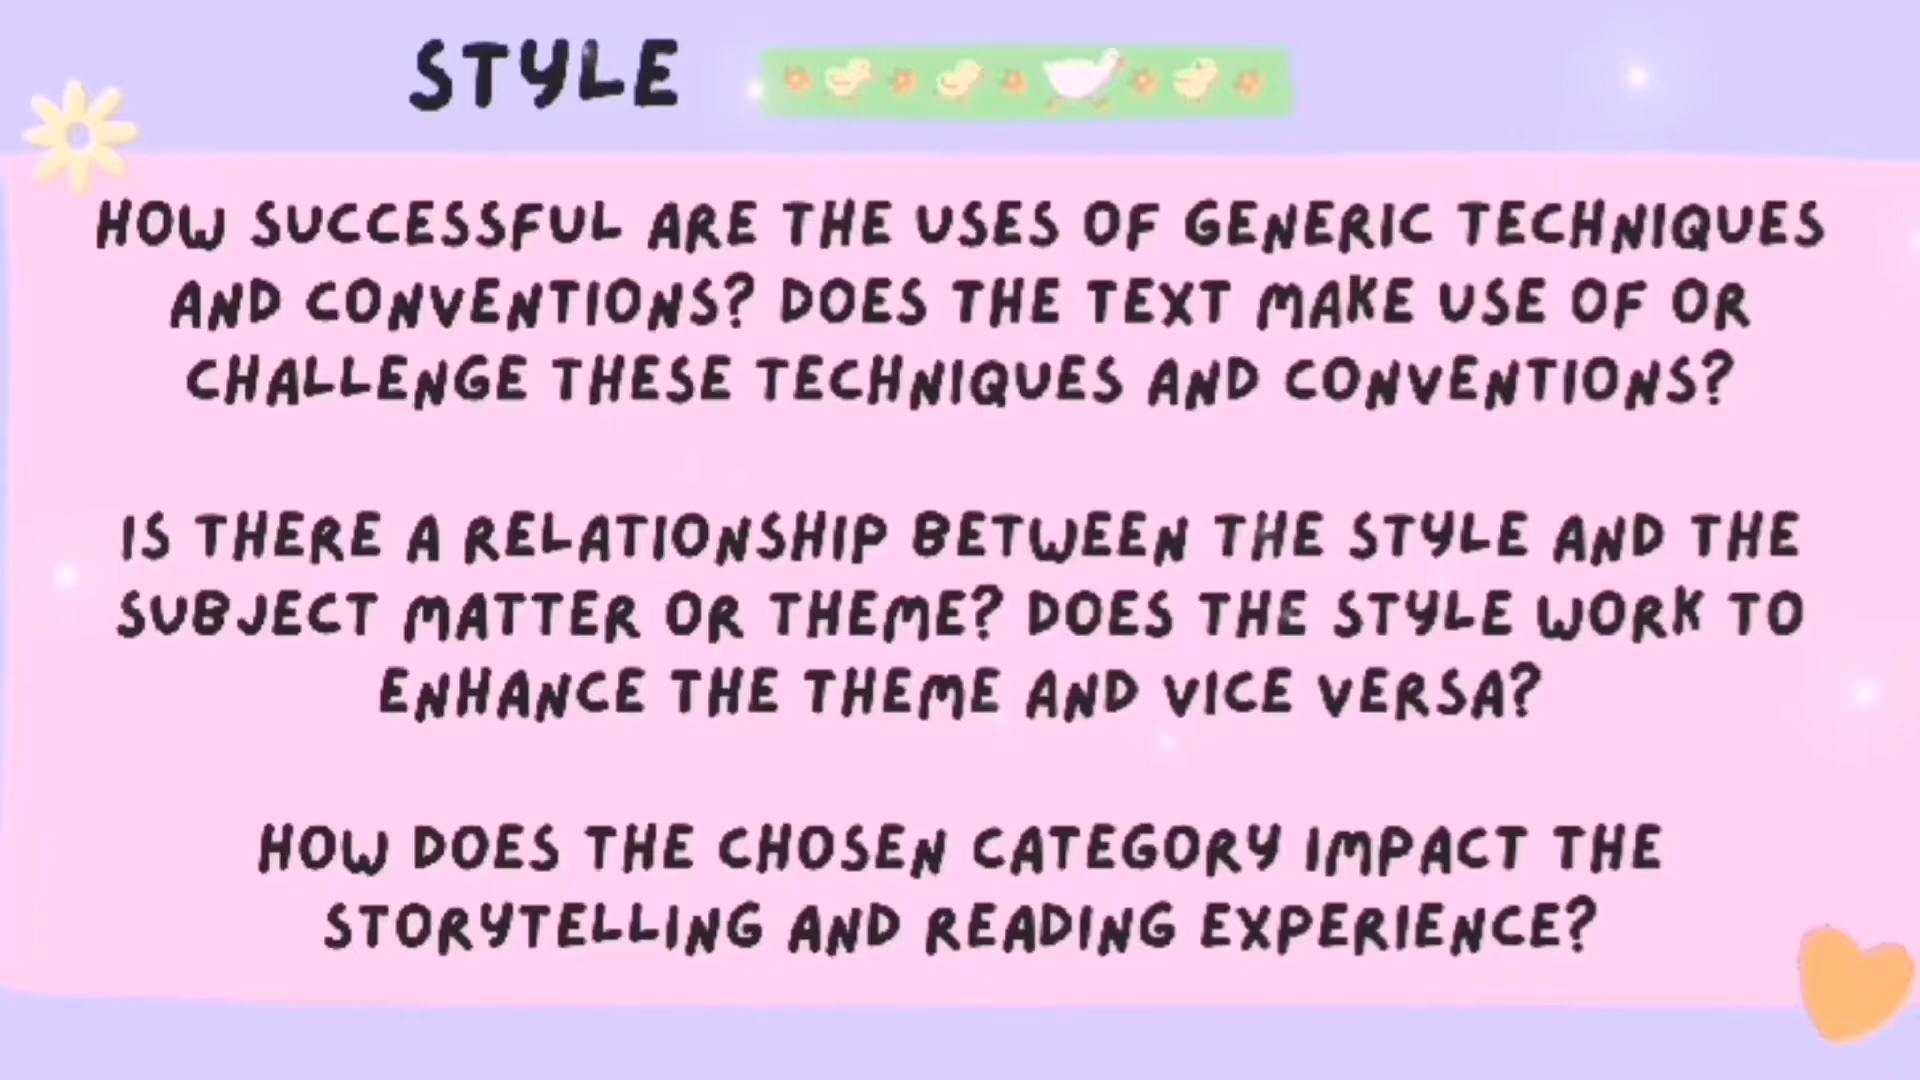 STYLE
HOW SUCCESSFUL ARE THE USES OF GENERIC TECHNIQUES
AND CONVENTIONS? DOES THE TEXT MAKE USE OF OR
CHALLENGE THESE TECHNIQUES AND CONVENTIONS?
IS THERE A RELATIONSHIP BETWEEN THE STYLE AND THE
SUBJECT MATTER OR THEME? DOES THE STYLE WORK TO
ENHANCE THE THEME AND VICE VERSA?
HOW DOES THE CHOSEN CATEGORY IMPACT THE
STORYTELLING AND READING EXPERIENCE?